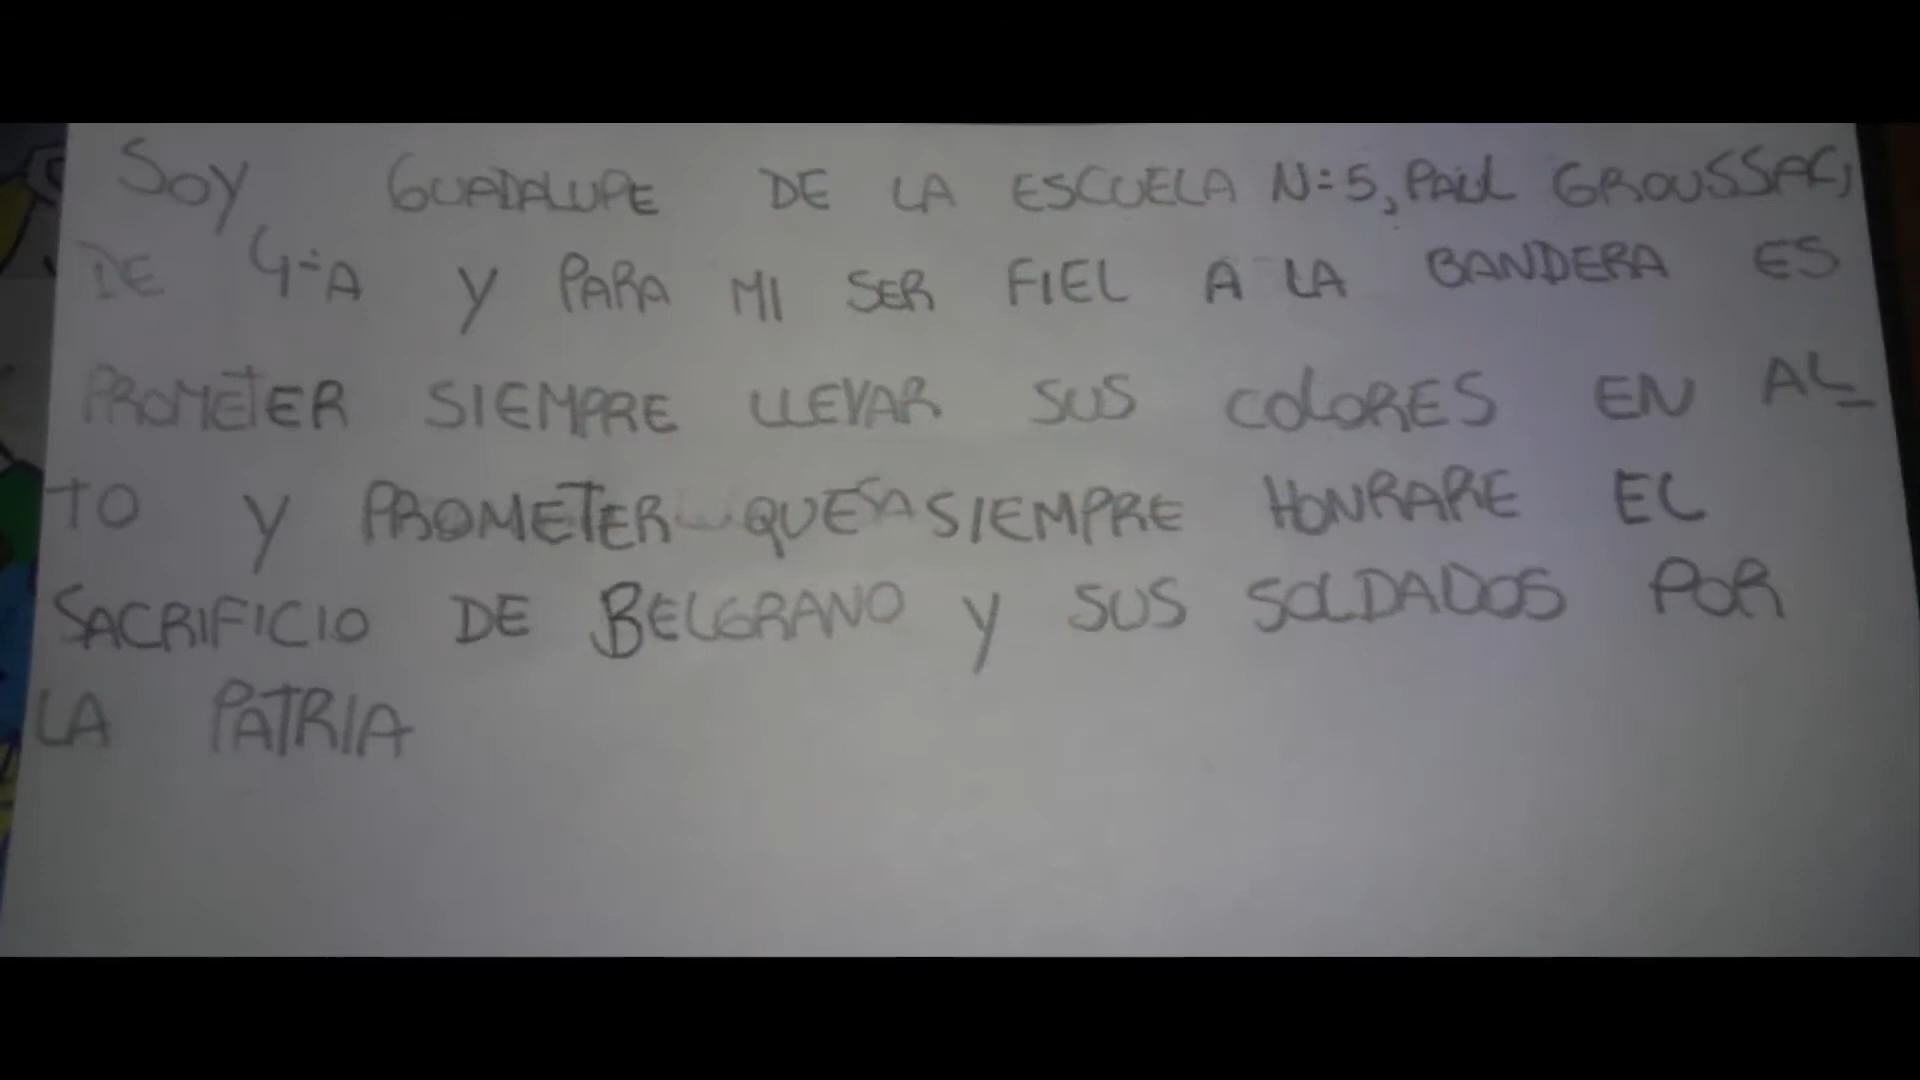 SOY GUADALUPE DE LA ESCUELA N=5, PAUL GROUSSAC,
DE 4÷A Y PARA MI SER FIEL A LA BANDERA ES
PROMETER SIEMPRE LLEVAR SUS COLORES EN AL_
TO Y PROMETER QUE SIEMPRE HONRARE EL
SACRIFICIO DE BELGRANO Y SUS SOLDADOS POR
LA PATRIA